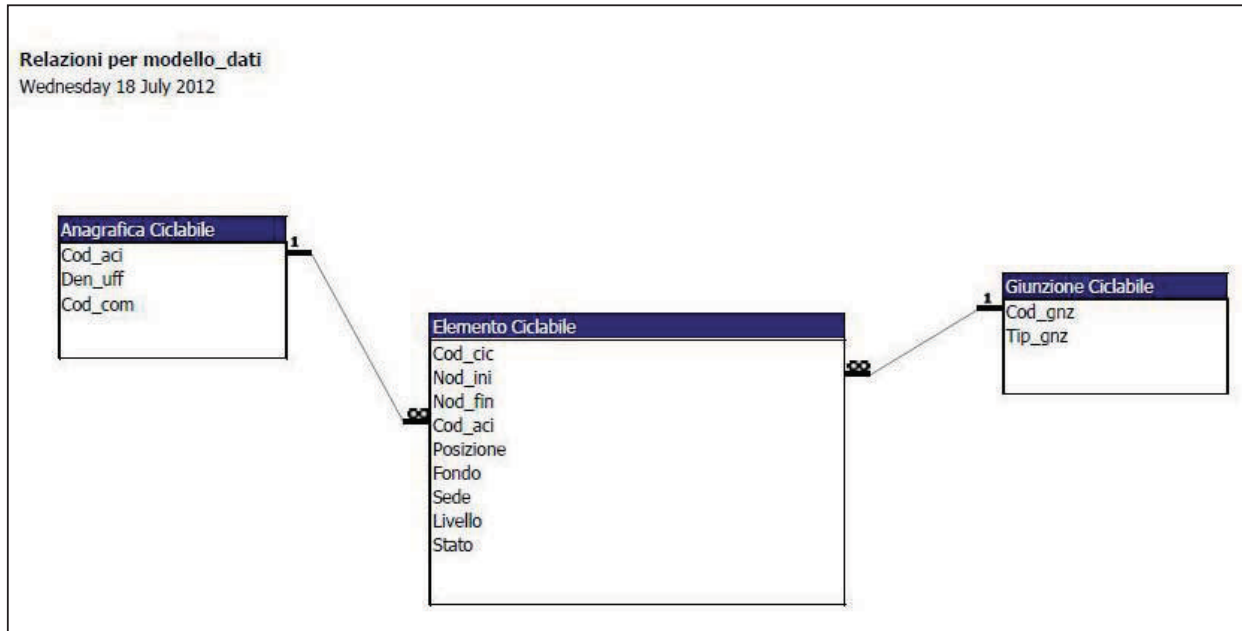 Relazioni per modello_dati
Wednesday 18 July 2012
Anagrafica Ciclabile
Cod_aci
Den_uff
Cod_com
1
∞
Elemento Ciclabile
Cod_cic
Nod_ini
Nod_fin
Cod_aci
Posizione
Fondo
Sede
Livello
Stato
∞
1
Giunzione Ciclabile
Cod_gnz
Tip_gnz